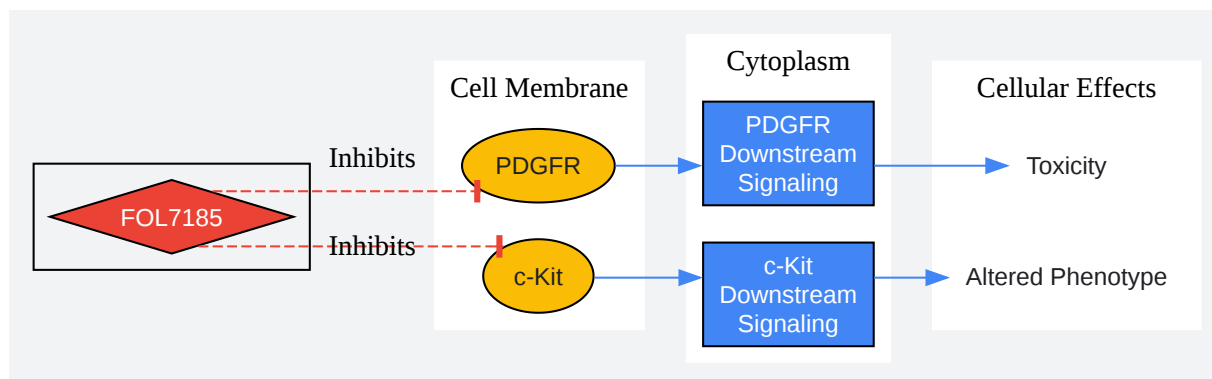 Cell Membrane
Cytoplasm
Cellular Effects
Inhibits
PDGFR
PDGFR
Downstream
Signaling
Toxicity
FOL7185
Inhibits
c-Kit
c-Kit
Downstream
Signaling
Altered Phenotype